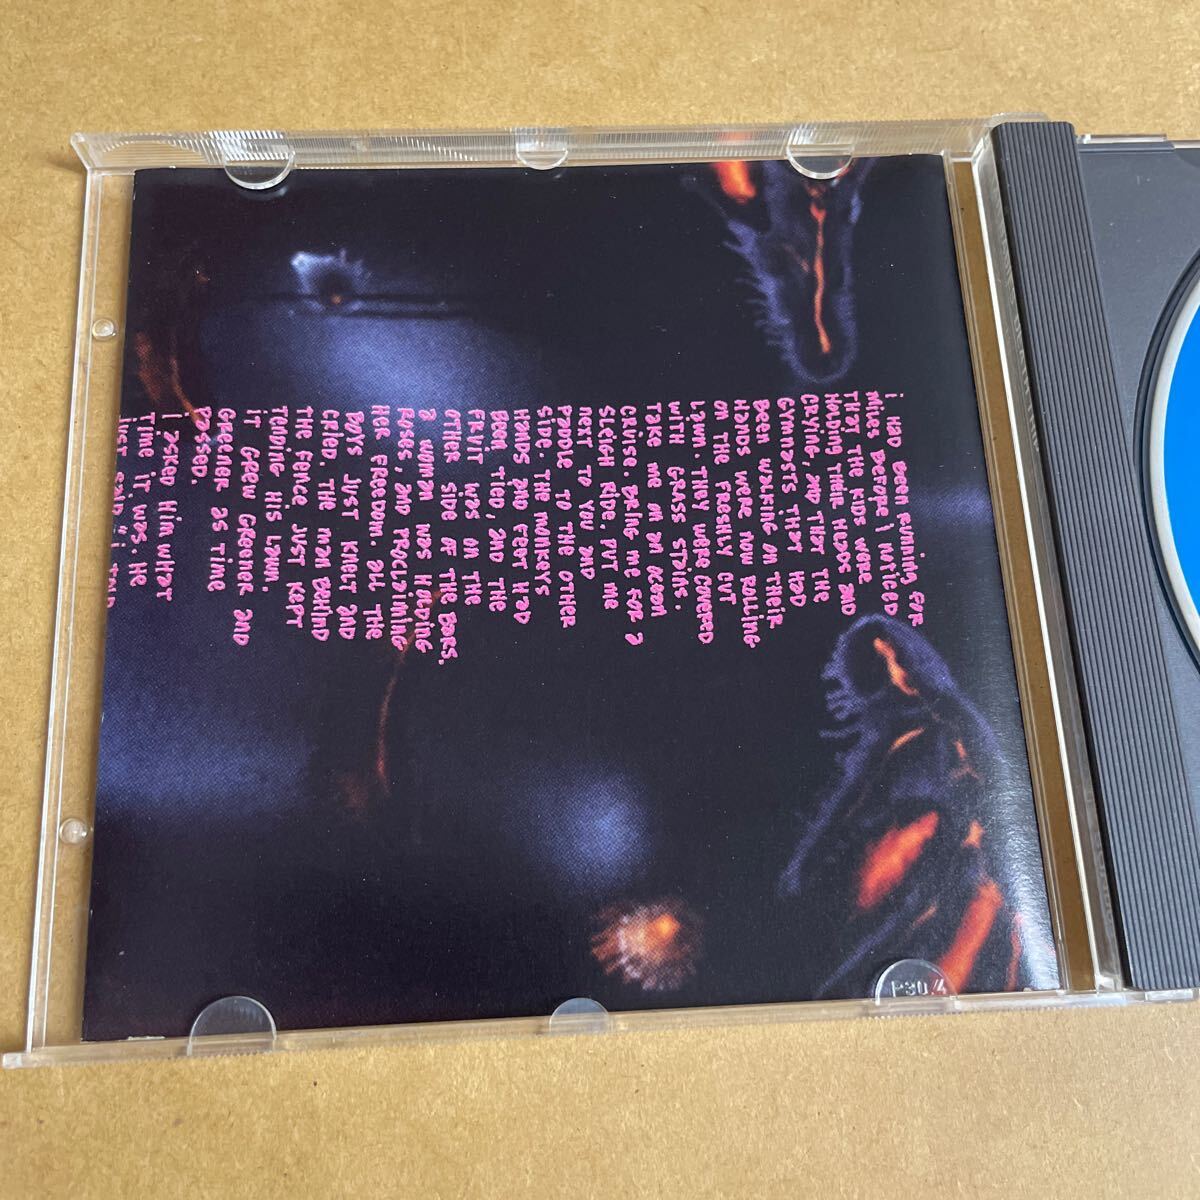 i HAD BEEN RUNNING FOR
MILES BEFORE i NOTICED
THAT THE KIDS WERE
HOLDING THEIR HEADS AND
CRYING, AND THAT THE
GYMNASTS THAT HAD
BEEN WALKING ON THEIR
HANDS WERE NOW ROLLING
ON THE FRESHLY CUT
LAWN. THEY WERE COVERED
WITH GRASS STAINS.
TAKE ME ON AN OCEAN
CRUISE. BRING ME FOR A
SLEIGH RIDE. PUT ME
NEXT TO YOU AND
PADDLE TO THE OTHER
SIDE. THE MONKEYS
HANDS AND FEET HAD
BEEN TIED, AND THE
FRUIT WAS ON THE
OTHER SIDE OF THE BARS.
A WOMAN WAS HOLDING
ROSES, AND PROCLAIMING
HER FREEDOM. ALL THE
BOYS JUST KNELT AND
CRIED. THE MAN BEHIND
THE FENCE JUST KEPT
TENDING HIS LAWN.
IT GREW GREENER AND
GREENER AS TIME
PASSED.
i ASKED HIM WHAT
TIME IT WAS. HE
JUST SAID "i TOLD
P30/4